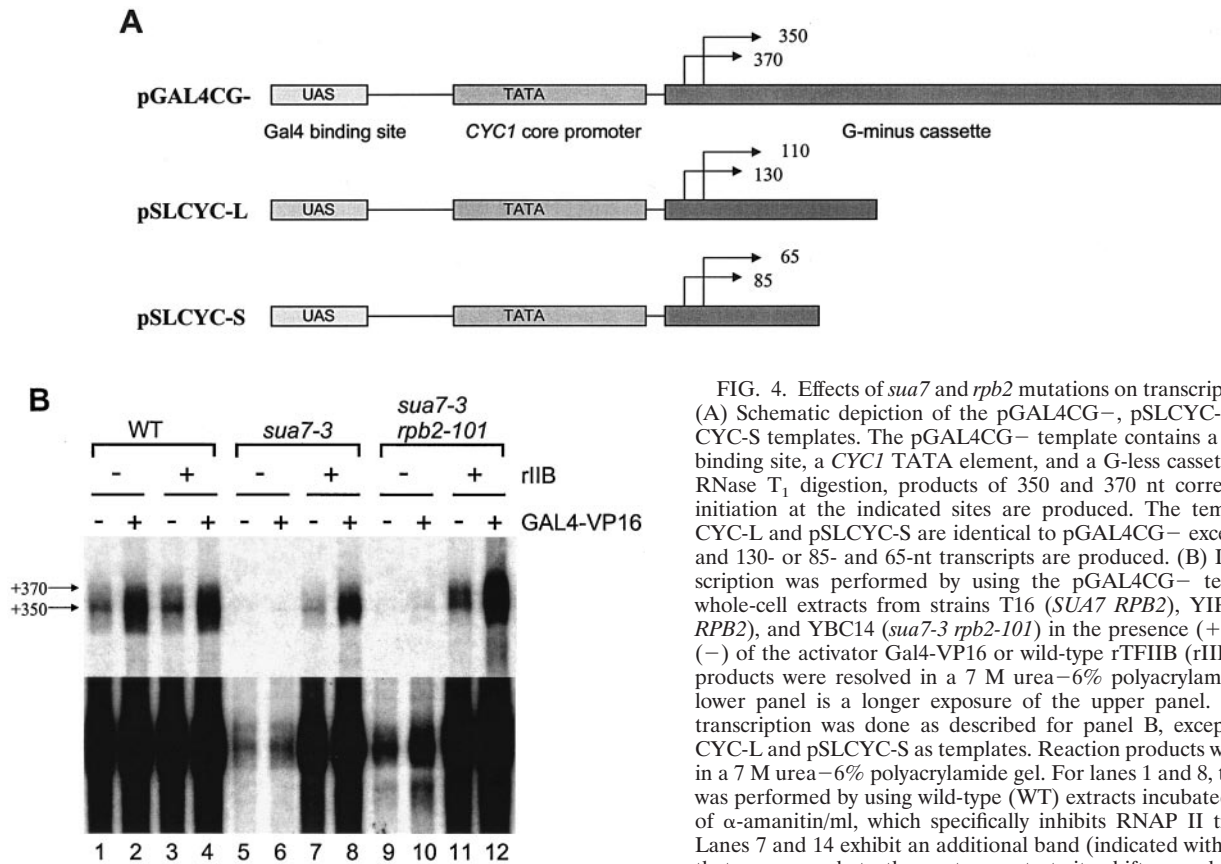 A
350
370
pGAL4CG-
UAS
TATA
Gal4 binding site
CYC1 core promoter
G-minus cassette
110
130
pSLCYC-L
UAS
TATA
65
85
pSLCYC-S
UAS
TATA
B
WT
sua7-3
sua7-3
rpb2-101
- + - + - + rIIB
- + - + - + - + - + - + GAL4-VP16
+370
+350
1 2 3 4 5 6 7 8 9 10 11 12
FIG. 4. Effects of sua7 and rpb2 mutations on transcrip
(A) Schematic depiction of the pGAL4CG−, pSLCYC-
CYC-S templates. The pGAL4CG− template contains a
binding site, a CYC1 TATA element, and a G-less casset
RNase T1 digestion, products of 350 and 370 nt corre
initiation at the indicated sites are produced. The tem
CYC-L and pSLCYC-S are identical to pGAL4CG− exce
and 130- or 85- and 65-nt transcripts are produced. (B) I
scription was performed by using the pGAL4CG− te
whole-cell extracts from strains T16 (SUA7 RPB2), YIE
RPB2), and YBC14 (sua7-3 rpb2-101) in the presence (+
(−) of the activator Gal4-VP16 or wild-type rTFIIB (rIII
products were resolved in a 7 M urea−6% polyacrylam
lower panel is a longer exposure of the upper panel.
transcription was done as described for panel B, excep
CYC-L and pSLCYC-S as templates. Reaction products w
in a 7 M urea−6% polyacrylamide gel. For lanes 1 and 8, t
was performed by using wild-type (WT) extracts incubated
of α-amanitin/ml, which specifically inhibits RNAP II t
Lanes 7 and 14 exhibit an additional band (indicated with